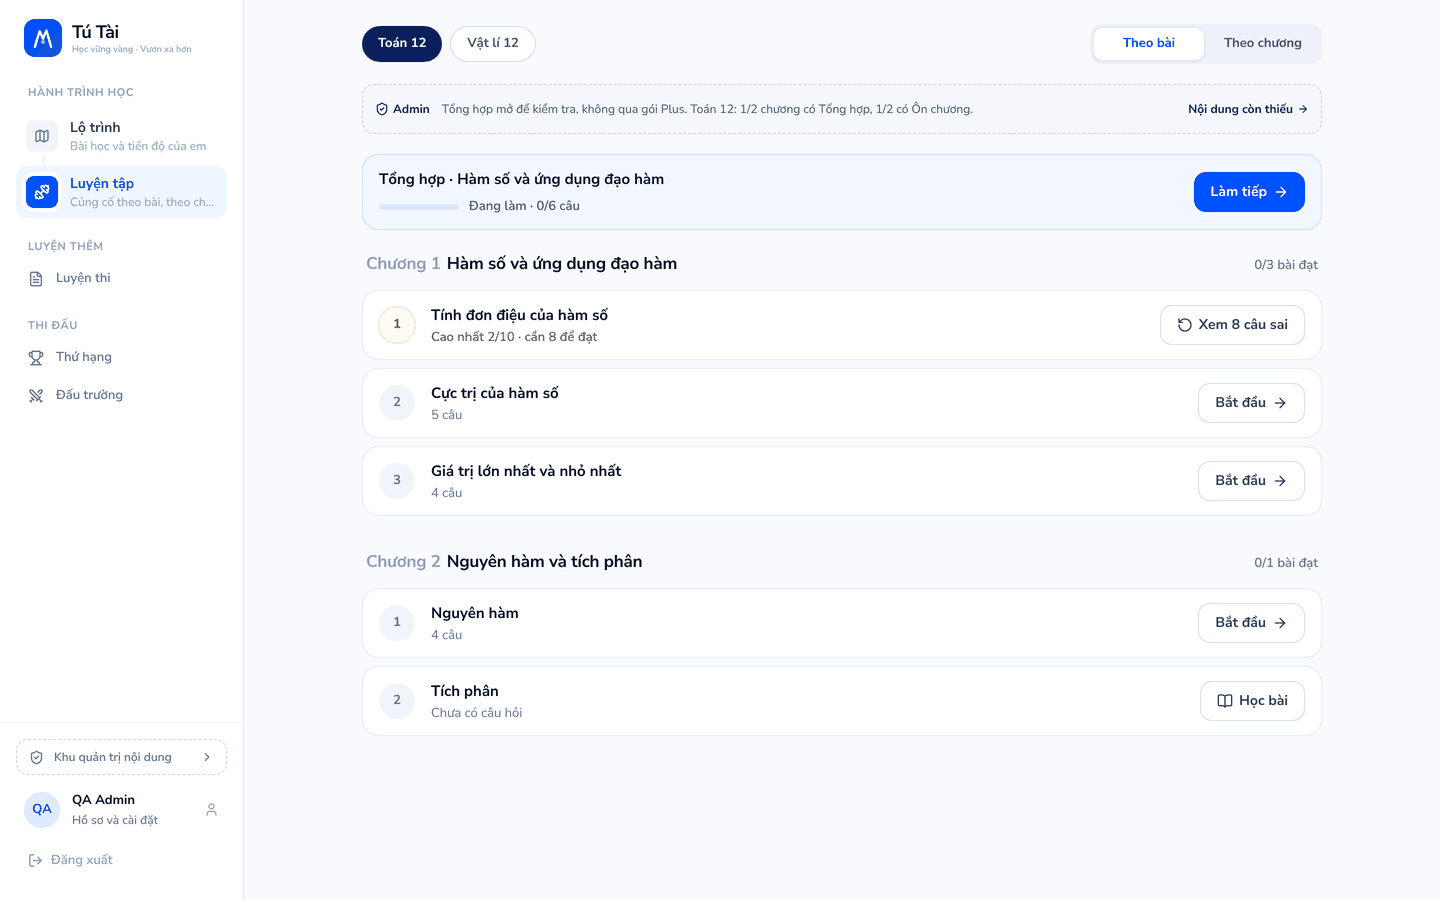 Tú Tài
Học vững vàng · Vươn xa hơn
HÀNH TRÌNH HỌC
Lộ trình
Bài học và tiến độ của em
Luyện tập
Củng cố theo bài, theo ch...
LUYỆN THÊM
Luyện thi
THI ĐẤU
Thứ hạng
Đấu trường
Khu quản trị nội dung
QA
QA Admin
Hồ sơ và cài đặt
Đăng xuất
Toán 12
Vật lí 12
Theo bài
Theo chương
Admin
Tổng hợp mở để kiểm tra, không qua gói Plus. Toán 12: 1/2 chương có Tổng hợp, 1/2 có Ôn chương.
Nội dung còn thiếu →
Tổng hợp · Hàm số và ứng dụng đạo hàm
Đang làm · 0/6 câu
Làm tiếp →
Chương 1 Hàm số và ứng dụng đạo hàm
0/3 bài đạt
1
Tính đơn điệu của hàm số
Cao nhất 2/10 · cần 8 để đạt
Xem 8 câu sai
2
Cực trị của hàm số
5 câu
Bắt đầu →
3
Giá trị lớn nhất và nhỏ nhất
4 câu
Bắt đầu →
Chương 2 Nguyên hàm và tích phân
0/1 bài đạt
1
Nguyên hàm
4 câu
Bắt đầu →
2
Tích phân
Chưa có câu hỏi
Học bài